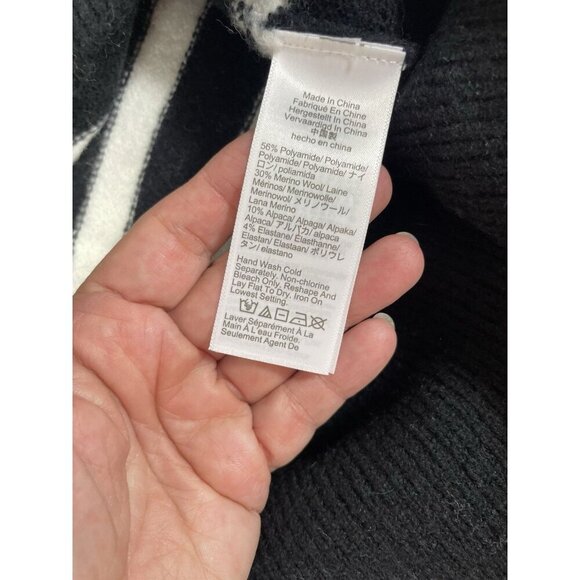 Made In China
Fabriqué En Chine
Hergestellt In China
Vervaardigd In China
中国製
hecho en china
56% Polyamide/ Polyamide/
Polyamide/ Polyamide/ ナイ
ロン/ poliamida
30% Merino Wool/ Laine
Mérinos/ Merinowolle/
Merinowol/ メリノウール/
Lana Merino
10% Alpaca/ Alpaga/ Alpaka/
Alpaca/ アルパカ/ alpaca
4% Elastane/ Élasthanne/
Elastan/ Elastaan/ ポリウレ
タン/ elastano
Hand Wash Cold
Separately, Non-chlorine
Bleach Only, Reshape And
Lay Flat To Dry. Iron On
Lowest Setting.
Laver Séparément À La
Main À L'eau Froide.
Seulement Agent De